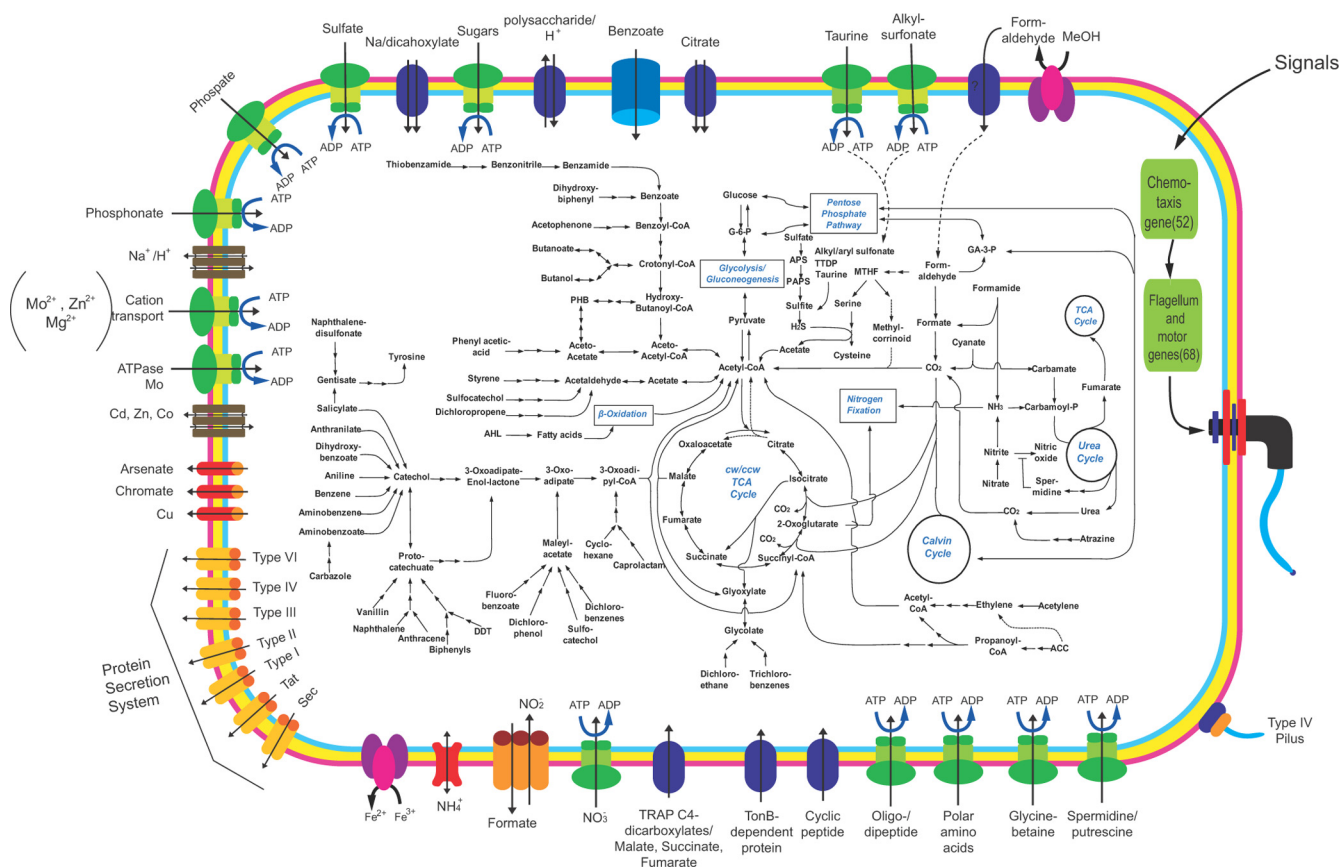 Sulfate
Na/dicahoxylate
Sugars
polysaccharide/
H+
Benzoate
Citrate
Taurine
Alkyl-
surfonate
Form-
aldehyde
MeOH
Signals
?
ADP ATP
ADP ATP
ADP ATP
ADP ATP
Phospate
ADP ATP
Phosphonate
ATP
ADP
Na+/H+
(Mo2+, Zn2+
Mg2+)
Cation
transport
ATP
ADP
ATPase
Mo
ATP
ADP
Cd, Zn, Co
Arsenate
Chromate
Cu
Protein
Secretion
System
Type VI
Type IV
Type III
Type II
Type I
Tat
Sec
Chemo-
taxis
gene(52)
Flagellum
and
motor
genes(68)
Type IV
Pilus
Thiobenzamide
Benzonitrile
Benzamide
Dihydroxy-
biphenyl
Benzoate
Acetophenone
Benzoyl-CoA
Butanoate
Butanol
Crotonyl-CoA
PHB
Hydroxy-
Butanoyl-CoA
Phenyl acetic-
acid
Aceto-
Acetate
Aceto-
Acetyl-CoA
Styrene
Acetaldehyde
Acetate
Sulfocatechol
Dichloropropene
AHL
Fatty acids
β-Oxidation
Glucose
G-6-P
Pentose
Phosphate
Pathway
Glycolysis/
Gluconeogenesis
Pyruvate
Acetyl-CoA
Sulfate
APS
PAPS
Sulfite
H2S
Acetate
Alkyl/aryl sulfonate
TTDP
Taurine
MTHF
Serine
Cysteine
Methyl-
corrinoid
Form-
aldehyde
GA-3-P
Formamide
Formate
CO2
Cyanate
Carbamate
Carbamoyl-P
NH3
Nitrogen
Fixation
TCA
Cycle
Fumarate
Urea
Cycle
Nitrite
Nitric
oxide
Nitrate
Sper-
midine
CO2
Urea
Atrazine
Calvin
Cycle
Naphthalene-
disulfonate
Tyrosine
Gentisate
Salicylate
Anthranilate
Dihydroxy-
benzoate
Aniline
Benzene
Aminobenzene
Aminobenzoate
Carbazole
Catechol
3-Oxoadipate-
Enol-lactone
3-Oxo-
adipate
3-Oxoadi-
pyl-CoA
Proto-
catechuate
Vanillin
Naphthalene
Anthracene
Biphenyls
DDT
Maleyl-
acetate
Fluoro-
benzoate
Dichloro-
phenol
Sulfo-
catechol
Dichloro-
benzenes
Cyclo-
hexane
Caprolactam
Oxaloacetate
Citrate
Malate
cw/ccw
TCA
Cycle
Isocitrate
CO2
Fumarate
2-Oxoglutarate
CO2
Succinate
Succinyl-CoA
Glyoxylate
Glycolate
Dichloro-
ethane
Trichloro-
benzenes
Acetyl-
CoA
Ethylene
Acetylene
Propanoyl-
CoA
ACC
Fe2+
Fe3+
NH4+
NO2-
Formate
ATP ADP
NO3-
TRAP C4-
dicarboxylates/
Malate, Succinate,
Fumarate
TonB-
dependent
protein
Cyclic
peptide
ATP ADP
Oligo-/
dipeptide
ATP ADP
Polar
amino
acids
ATP ADP
Glycine-
betaine
ATP ADP
Spermidine/
putrescine